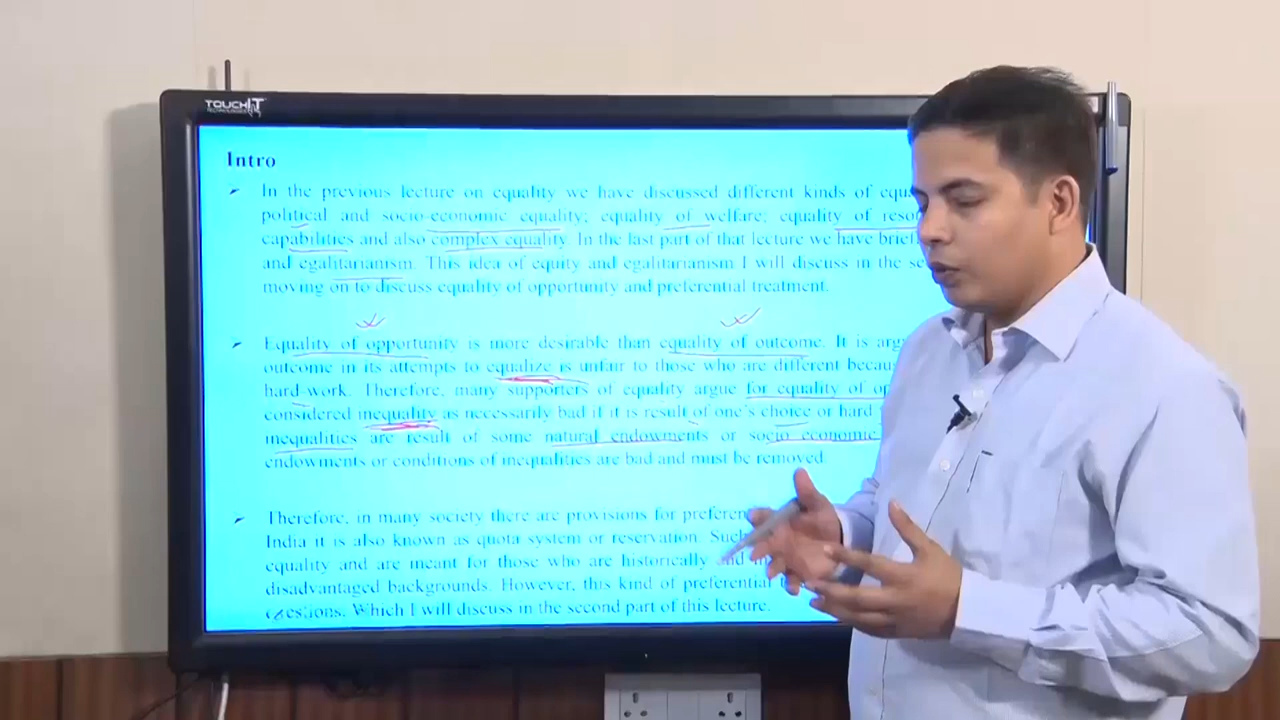 TOUCHIT
TECHNOLOGIES
Intro
In the previous lecture on equality we have discussed different kinds of
political and socio-economic equality; equality of welfare; equality of
capabilities and also complex equality. In the last part of that lecture we have
and egalitarianism. This idea of equity and egalitarianism I will discuss in the
moving on to discuss equality of opportunity and preferential treatment.
Equality of opportunity is more desirable than equality of outcome. It is
outcome in its attempts to equalize is unfair to those who are different
hard work. Therefore, many supporters of equality argue for equality of
considered inequality as necessarily bad if it is result of one's choice or hard
inequalities are result of some natural endowments or socio economic
endowments or conditions of inequalities are bad and must be removed.
Therefore, in many society there are provisions for
India it is also known as quota system or reservation.
equality and are meant for those who are historically and
disadvantaged backgrounds. However, this kind of preferential
questions. Which I will discuss in the second part of this lecture.